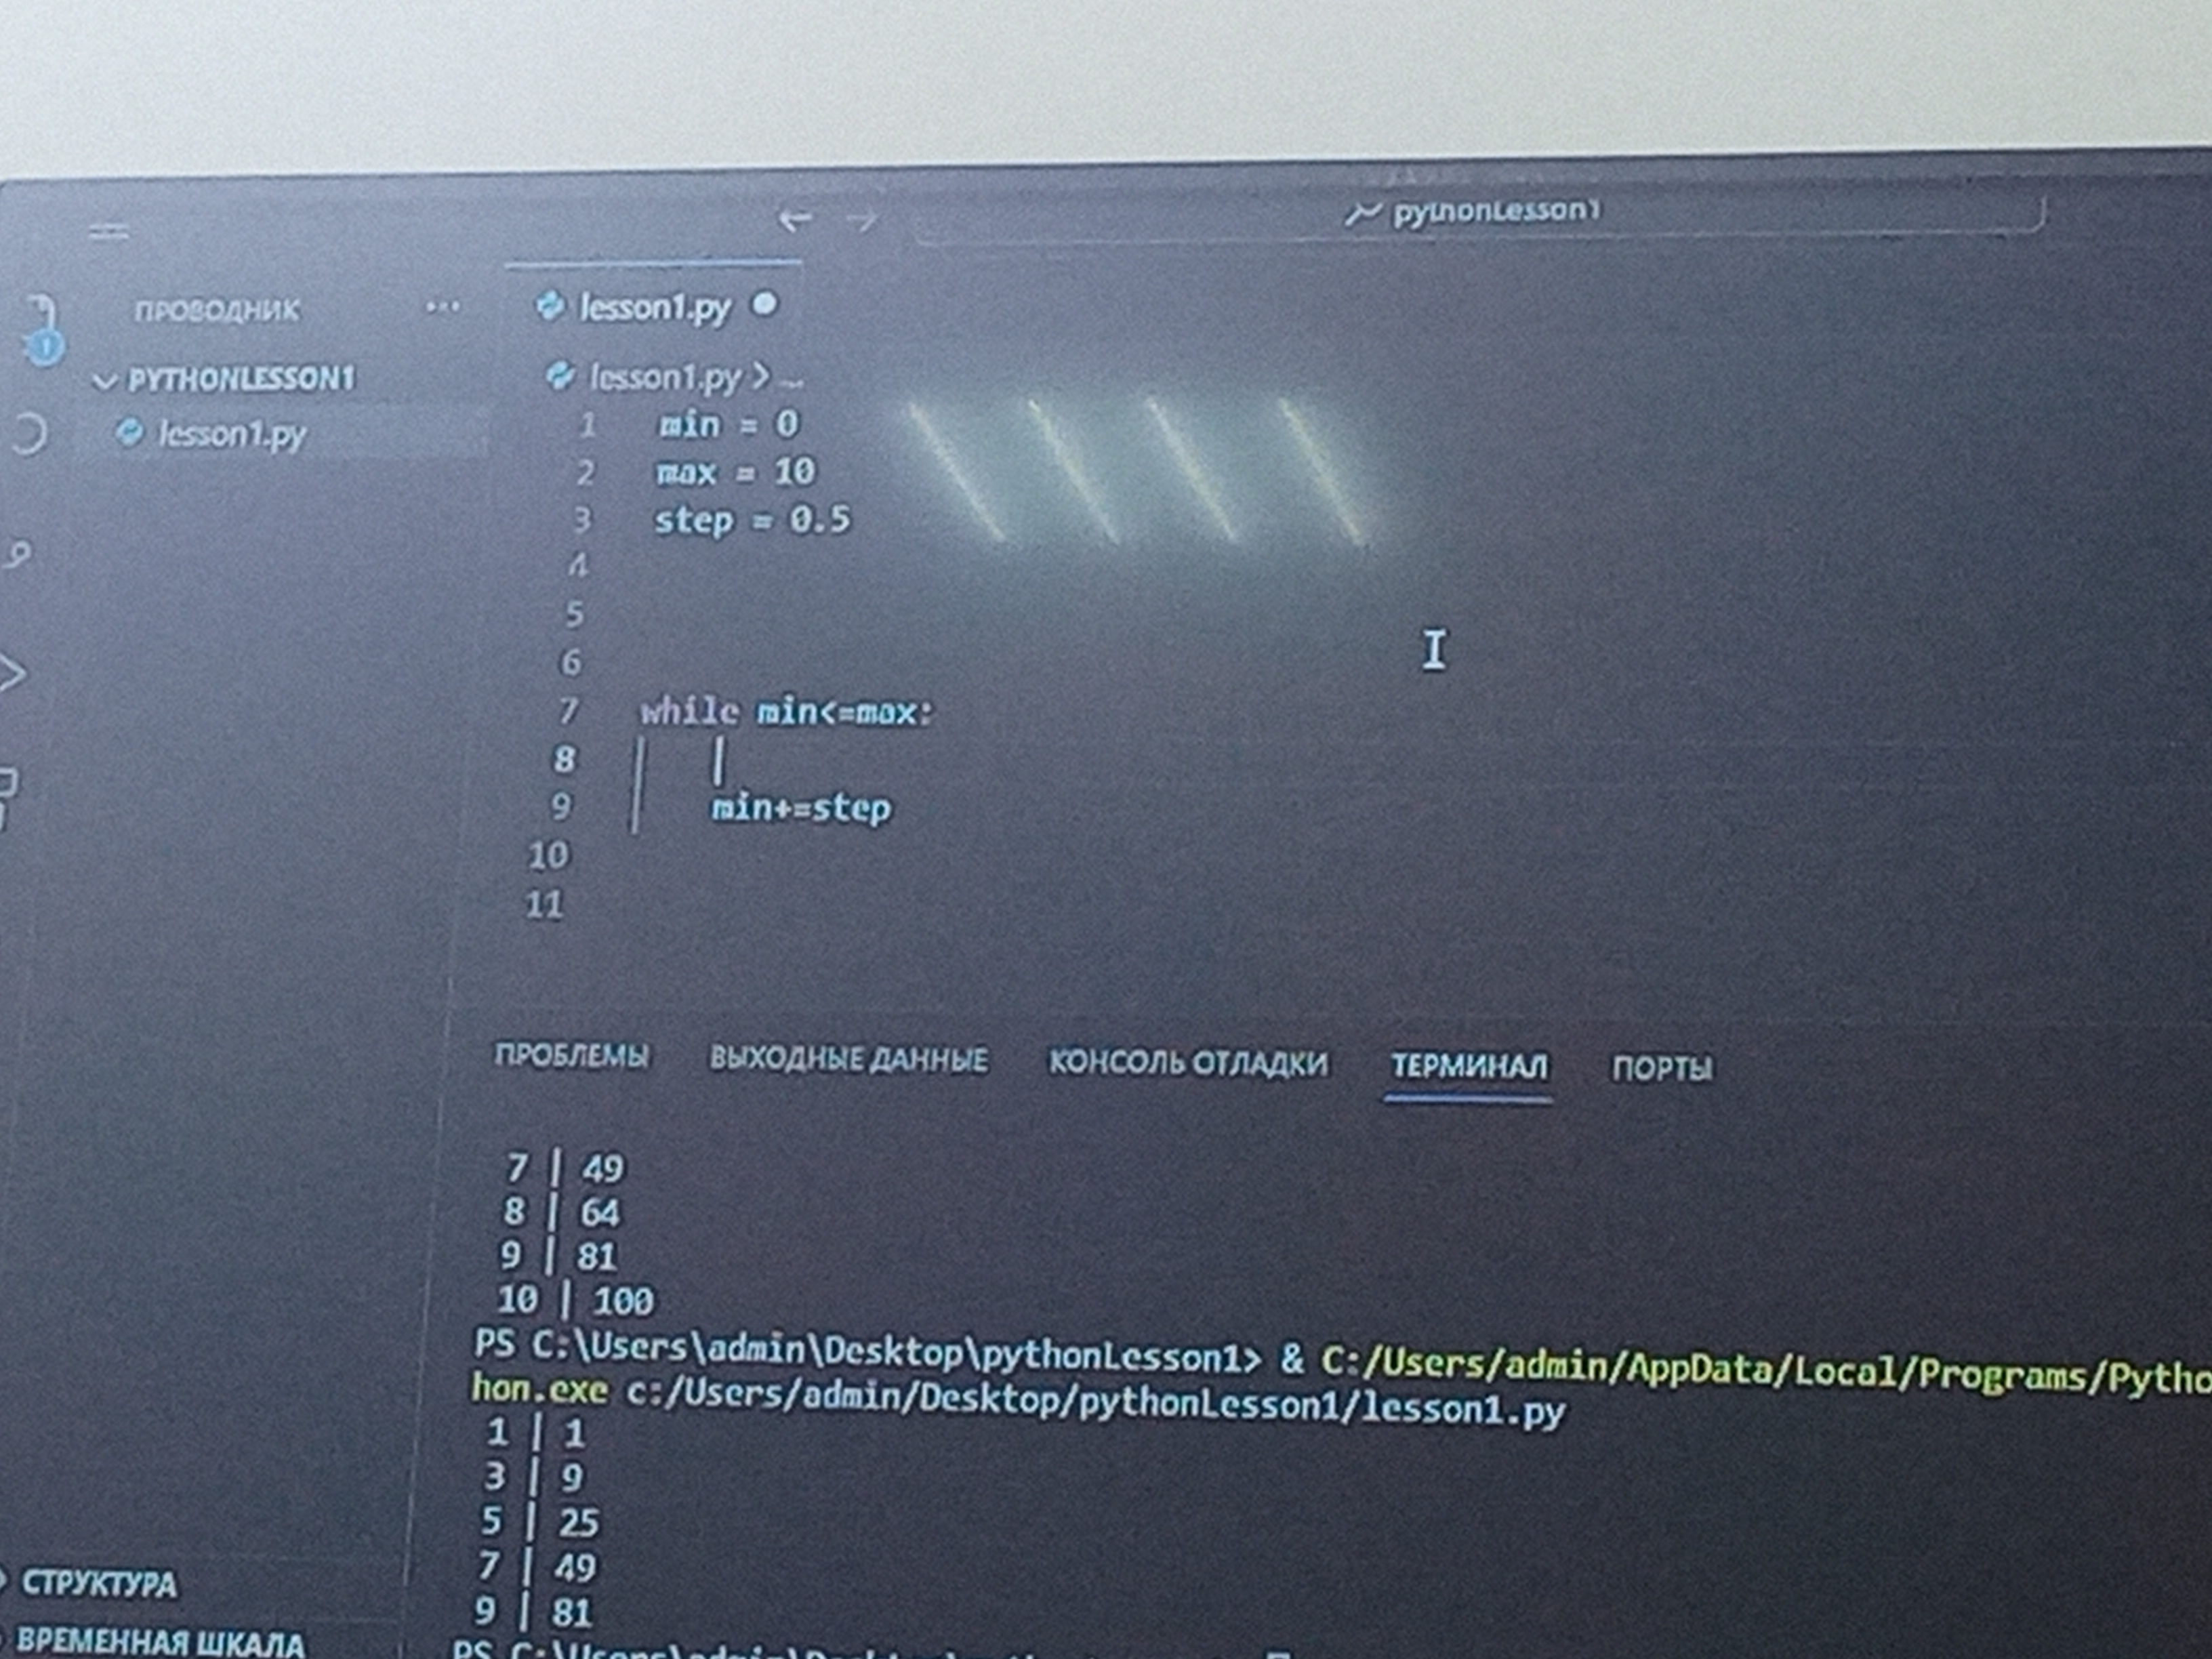 pythonLesson1
ПРОВОДНИК ...
PYTHONLESSON1
lesson1.py
lesson1.py
lesson1.py > ...
1 min = 0
2 max = 10
3 step = 0.5
4
5
6
7 while min<=max:
8
9 min+=step
10
11
ПРОБЛЕМЫ ВЫХОДНЫЕ ДАННЫЕ КОНСОЛЬ ОТЛАДКИ ТЕРМИНАЛ ПОРТЫ
7 | 49
8 | 64
9 | 81
10 | 100
PS C:\Users\admin\Desktop\pythonLesson1> & C:/Users/admin/AppData/Local/Programs/Pytho
hon.exe c:/Users/admin/Desktop/pythonLesson1/lesson1.py
1 | 1
3 | 9
5 | 25
7 | 49
9 | 81
СТРУКТУРА
ВРЕМЕННАЯ ШКАЛА